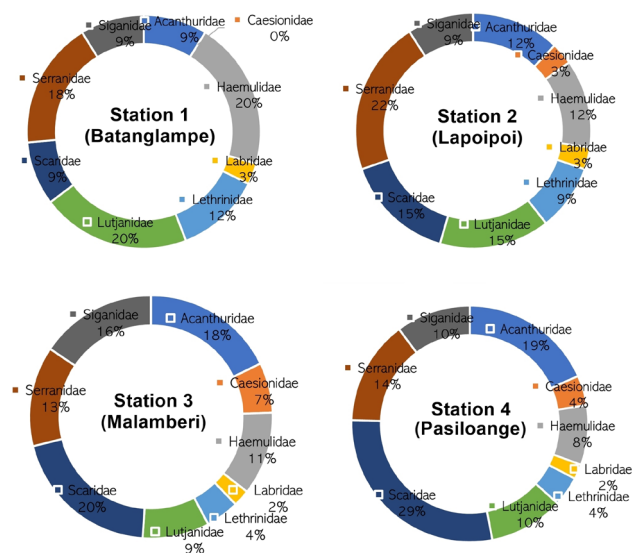 Siganidae
9%
Acanthuridae
9%
Caesionidae
0%
Haemulidae
20%
Labridae
3%
Lethrinidae
12%
Lutjanidae
20%
Scaridae
9%
Serranidae
18%
Station 1
(Batanglampe)
Siganidae
9%
Acanthuridae
12%
Caesionidae
3%
Haemulidae
12%
Labridae
3%
Lethrinidae
9%
Lutjanidae
15%
Scaridae
15%
Serranidae
22%
Station 2
(Lapoipoi)
Siganidae
16%
Acanthuridae
18%
Caesionidae
7%
Haemulidae
11%
Labridae
2%
Lethrinidae
4%
Lutjanidae
9%
Scaridae
20%
Serranidae
13%
Station 3
(Malamberi)
Siganidae
10%
Acanthuridae
19%
Caesionidae
4%
Haemulidae
8%
Labridae
2%
Lethrinidae
4%
Lutjanidae
10%
Scaridae
29%
Serranidae
14%
Station 4
(Pasiloange)